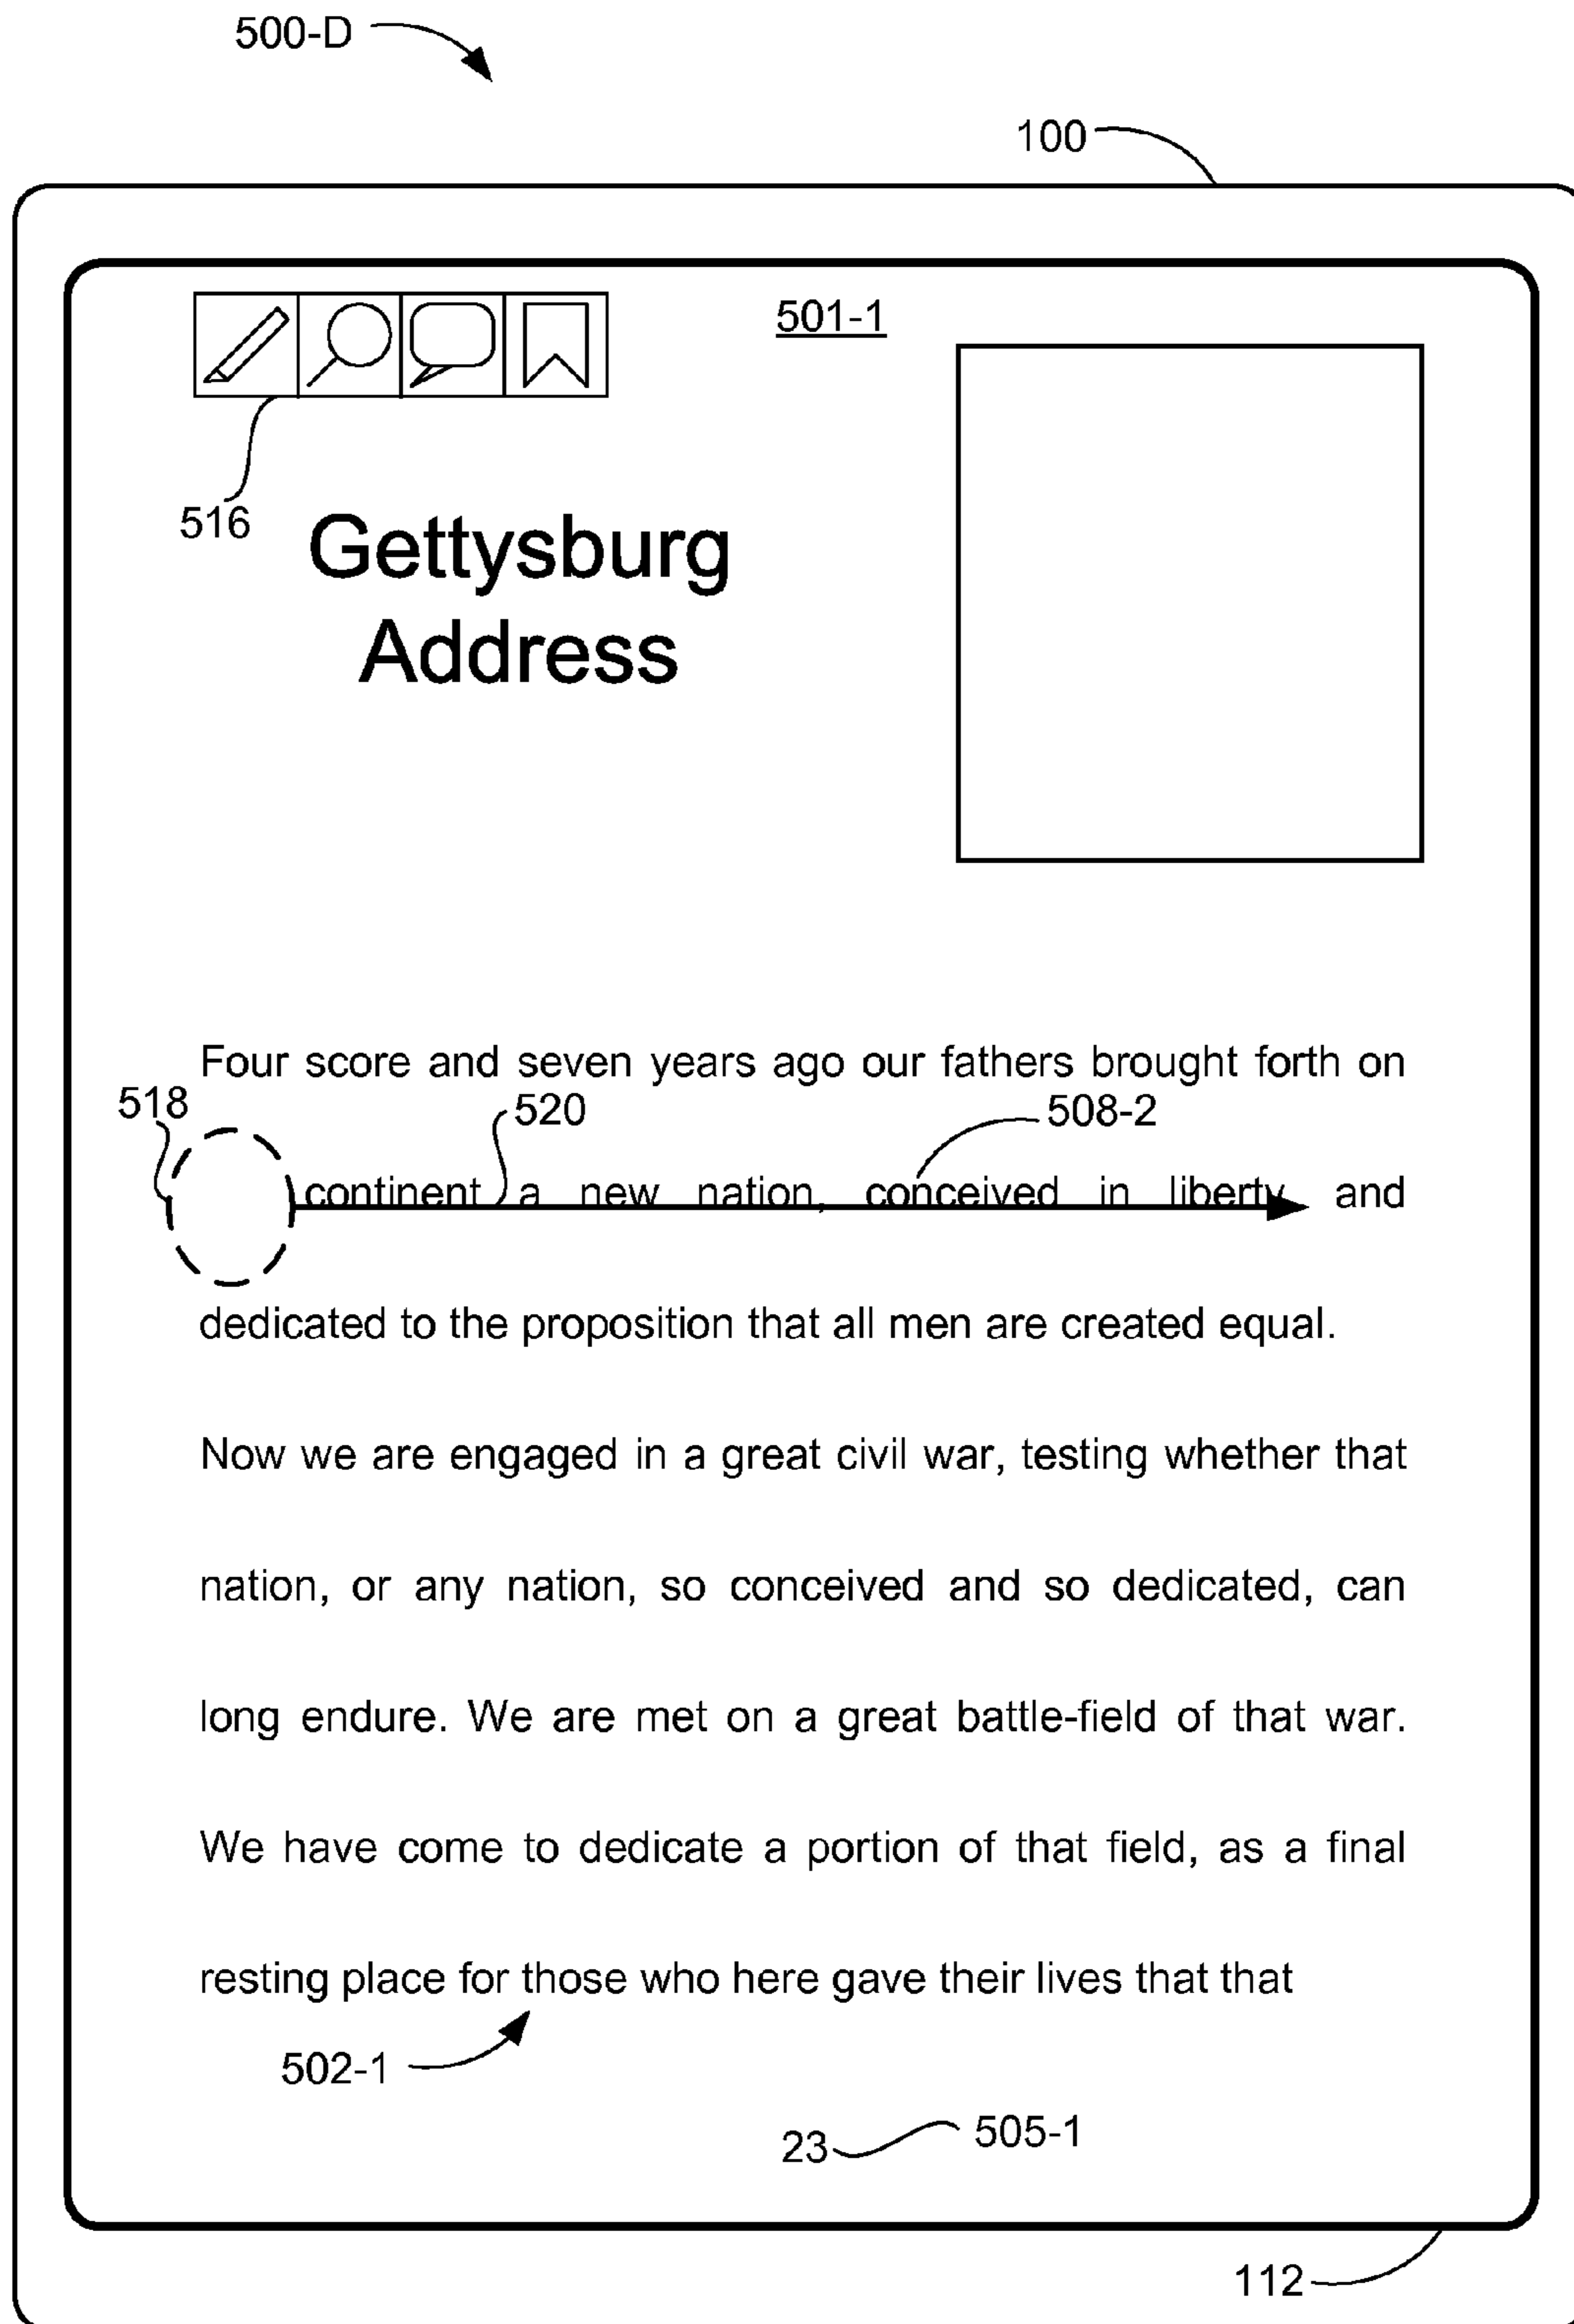 500-D
100
501-1
516
Gettysburg
Address
Four score and seven years ago our fathers brought forth on
518
520
508-2
continent a new nation, conceived in liberty and
dedicated to the proposition that all men are created equal.
Now we are engaged in a great civil war, testing whether that
nation, or any nation, so conceived and so dedicated, can
long endure. We are met on a great battle-field of that war.
We have come to dedicate a portion of that field, as a final
resting place for those who here gave their lives that that
502-1
23
505-1
112